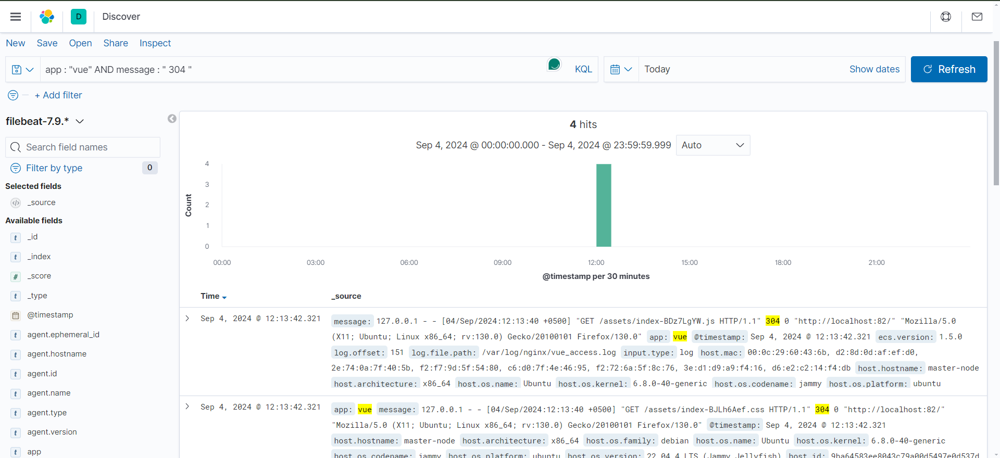 D Discover
New Save Open Share Inspect
app : "vue" AND message : " 304 " KQL Today Show dates Refresh
+ Add filter
filebeat-7.9.*
Search field names
Filter by type 0
Selected fields
_source
Available fields
_id
_index
_score
_type
@timestamp
agent.ephemeral_id
agent.hostname
agent.id
agent.name
agent.type
agent.version
app
4 hits
Sep 4, 2024 @ 00:00:00.000 - Sep 4, 2024 @ 23:59:59.999 Auto
Count
4
3
2
1
0
00:00 03:00 06:00 09:00 12:00 15:00 18:00 21:00
@timestamp per 30 minutes
Time _source
Sep 4, 2024 @ 12:13:42.321 message: 127.0.0.1 - - [04/Sep/2024:12:13:40 +0500] "GET /assets/index-BDz7LgYW.js HTTP/1.1" 304 0 "http://localhost:82/" "Mozilla/5.0
(X11; Ubuntu; Linux x86_64; rv:130.0) Gecko/20100101 Firefox/130.0" app: vue @timestamp: Sep 4, 2024 @ 12:13:42.321 ecs.version: 1.5.0
log.offset: 151 log.file.path: /var/log/nginx/vue_access.log input.type: log host.mac: 00:0c:29:60:43:6b, d2:8d:0d:af:ef:d0,
2e:74:0a:7f:40:5b, f2:f7:9d:5f:54:80, c6:d0:7f:4e:46:95, f2:72:6a:5f:8c:76, 3e:d1:d9:a9:f4:16, d6:e2:c2:14:f4:db host.hostname: master-node
host.architecture: x86_64 host.os.name: Ubuntu host.os.kernel: 6.8.0-40-generic host.os.codename: jammy host.os.platform: ubuntu
Sep 4, 2024 @ 12:13:42.321 app: vue message: 127.0.0.1 - - [04/Sep/2024:12:13:40 +0500] "GET /assets/index-BJLh6Aef.css HTTP/1.1" 304 0 "http://localhost:82/"
"Mozilla/5.0 (X11; Ubuntu; Linux x86_64; rv:130.0) Gecko/20100101 Firefox/130.0" @timestamp: Sep 4, 2024 @ 12:13:42.321
host.hostname: master-node host.architecture: x86_64 host.os.family: debian host.os.name: Ubuntu host.os.kernel: 6.8.0-40-generic
host.os.codename: jammy host.os.platform: ubuntu host.os.version: 22.04.4 LTS (Jammy Jellyfish) host.id: 9ba64583ee8043c79a00d5497e0d537d